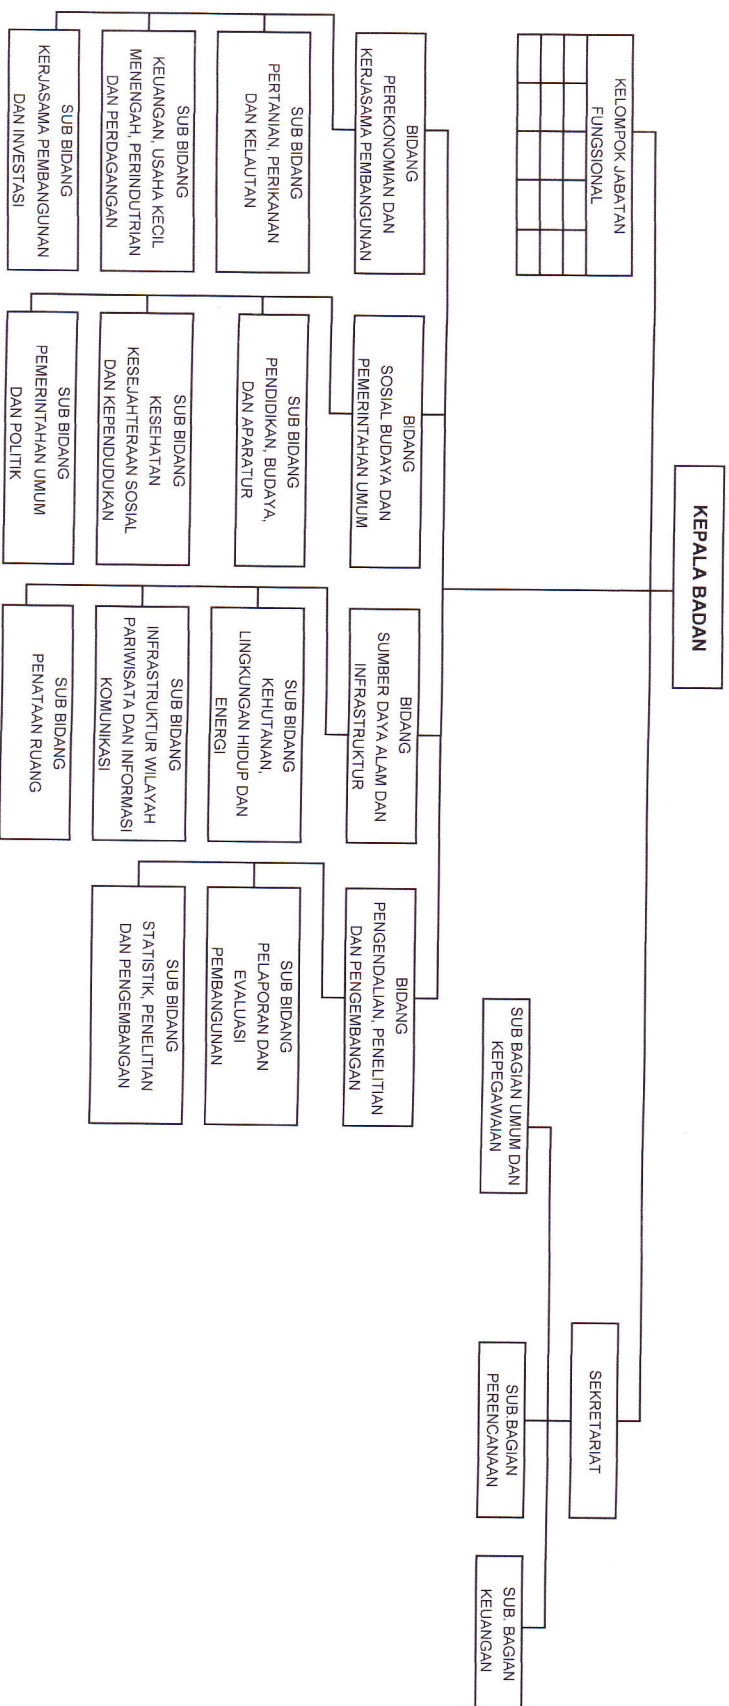 KEPALA BADAN
KELOMPOK JABATAN
FUNGSIONAL
SEKRETARIAT
SUB BAGIAN UMUM DAN
KEPEGAWAIAN
SUB.BAGIAN
PERENCANAAN
SUB. BAGIAN
KEUANGAN
BIDANG
PEREKONOMIAN DAN
KERJASAMA PEMBANGUNAN
SUB BIDANG
PERTANIAN, PERIKANAN
DAN KELAUTAN
SUB BIDANG
KEUANGAN, USAHA KECIL
MENENGAH, PERINDUTRIAN
DAN PERDAGANGAN
SUB BIDANG
KERJASAMA PEMBANGUNAN
DAN INVESTASI
BIDANG
SOSIAL BUDAYA DAN
PEMERINTAHAN UMUM
SUB BIDANG
PENDIDIKAN, BUDAYA,
DAN APARATUR
SUB BIDANG
KESEHATAN
KESEJAHTERAAN SOSIAL
DAN KEPENDUDUKAN
SUB BIDANG
PEMERINTAHAN UMUM
DAN POLITIK
BIDANG
SUMBER DAYA ALAM DAN
INFRASTRUKTUR
SUB BIDANG
KEHUTANAN,
LINGKUNGAN HIDUP DAN
ENERGI
SUB BIDANG
INFRASTRUKTUR WILAYAH
PARIWISATA DAN INFORMASI
KOMUNIKASI
SUB BIDANG
PENATAAN RUANG
BIDANG
PENGENDALIAN, PENELITIAN
DAN PENGEMBANGAN
SUB BIDANG
PELAPORAN DAN
EVALUASI
PEMBANGUNAN
SUB BIDANG
STATISTIK, PENELITIAN
DAN PENGEMBANGAN